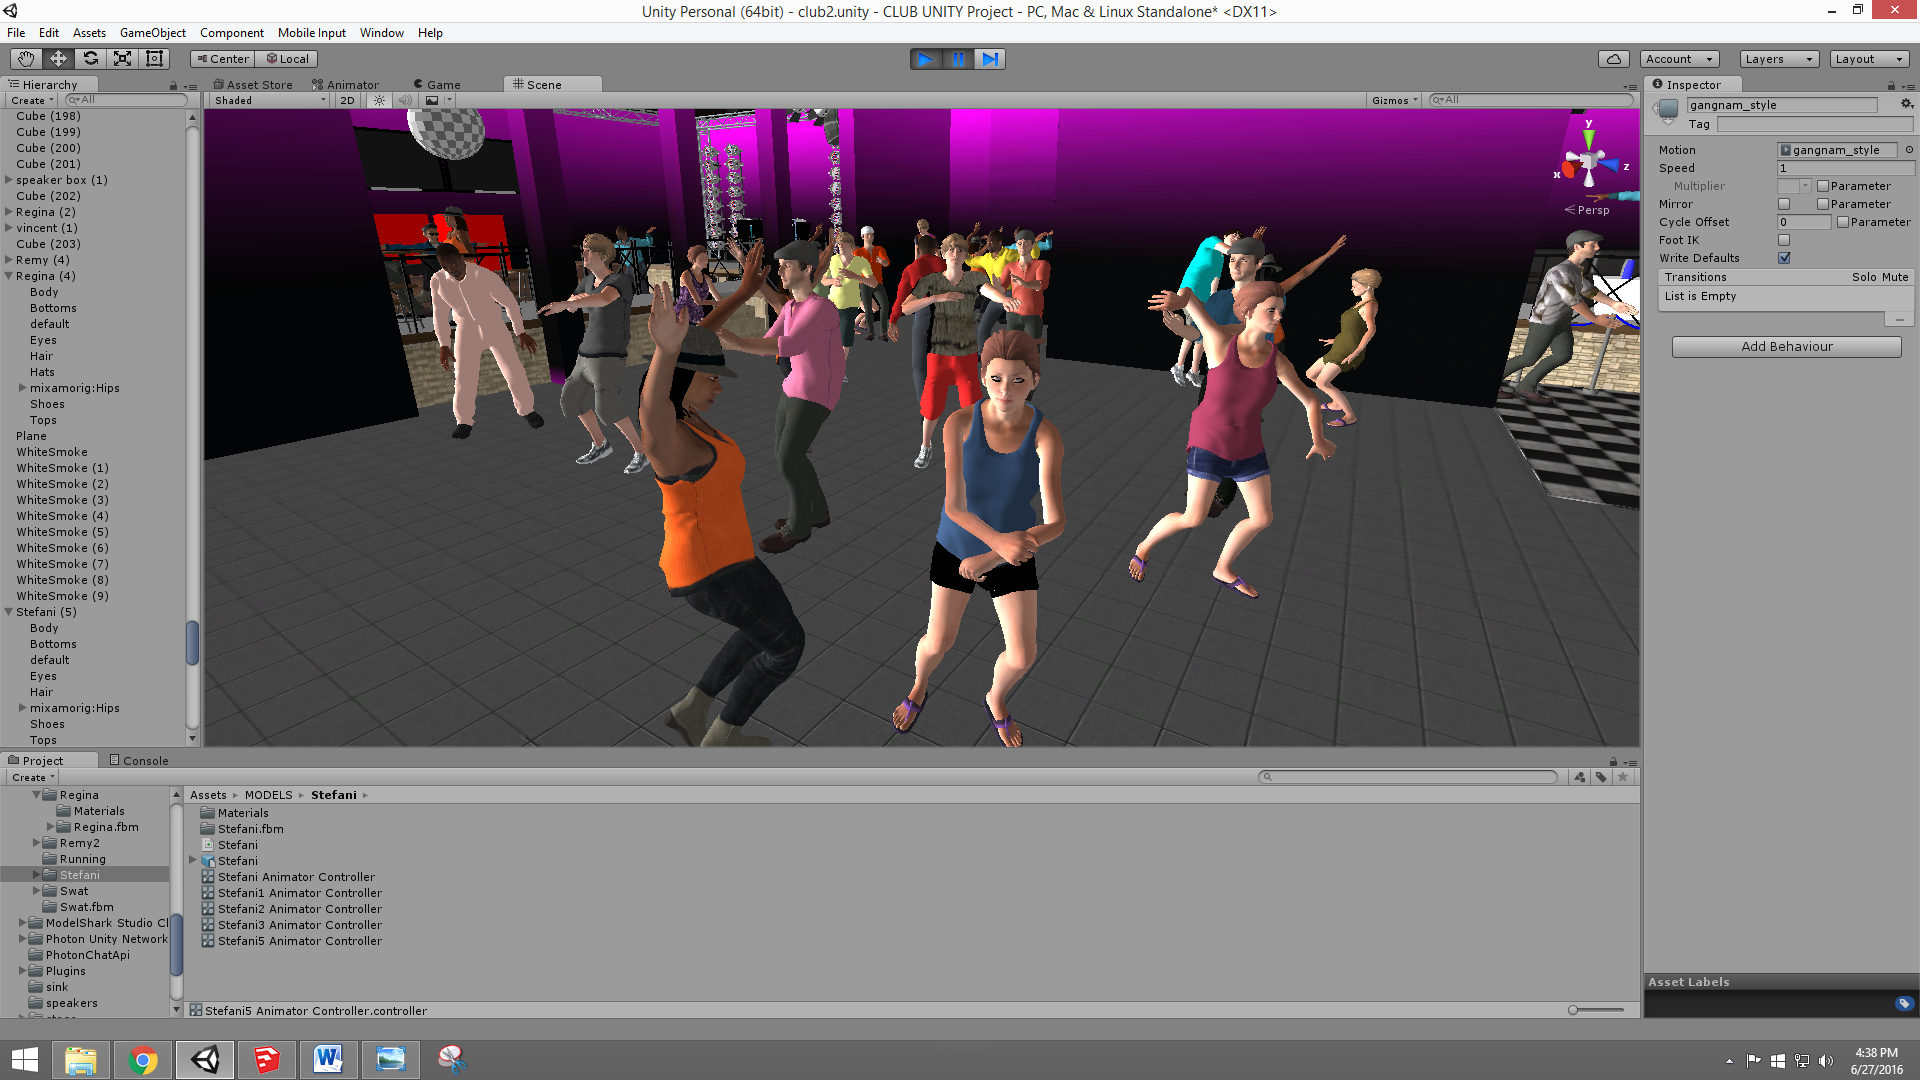 Unity Personal (64bit) - club2.unity - CLUB UNITY Project - PC, Mac & Linux Standalone* <DX11>
File Edit Assets GameObject Component Mobile Input Window Help
Center Local
Account Layers Layout
Hierarchy
Create All
Cube (198)
Cube (199)
Cube (200)
Cube (201)
speaker box (1)
Cube (202)
Regina (2)
vincent (1)
Cube (203)
Remy (4)
Regina (4)
Body
Bottoms
default
Eyes
Hair
Hats
mixamorig:Hips
Shoes
Tops
Plane
WhiteSmoke
WhiteSmoke (1)
WhiteSmoke (2)
WhiteSmoke (3)
WhiteSmoke (4)
WhiteSmoke (5)
WhiteSmoke (6)
WhiteSmoke (7)
WhiteSmoke (8)
WhiteSmoke (9)
Stefani (5)
Body
Bottoms
default
Eyes
Hair
mixamorig:Hips
Shoes
Tops
Asset Store Animator Game Scene
Shaded 2D Gizmos All
y
x z
Persp
Inspector
gangnam_style
Tag
Motion gangnam_style
Speed 1
Multiplier Parameter
Mirror Parameter
Cycle Offset 0 Parameter
Foot IK
Write Defaults
Transitions Solo Mute
List is Empty
Add Behaviour
Asset Labels
Project Console
Create
Regina
Materials
Regina.fbm
Remy2
Running
Stefani
Swat
Swat.fbm
ModelShark Studio Cl
Photon Unity Network
PhotonChatApi
Plugins
sink
speakers
Assets MODELS Stefani
Materials
Stefani.fbm
Stefani
Stefani
Stefani Animator Controller
Stefani1 Animator Controller
Stefani2 Animator Controller
Stefani3 Animator Controller
Stefani5 Animator Controller
Stefani5 Animator Controller.controller
4:38 PM
6/27/2016